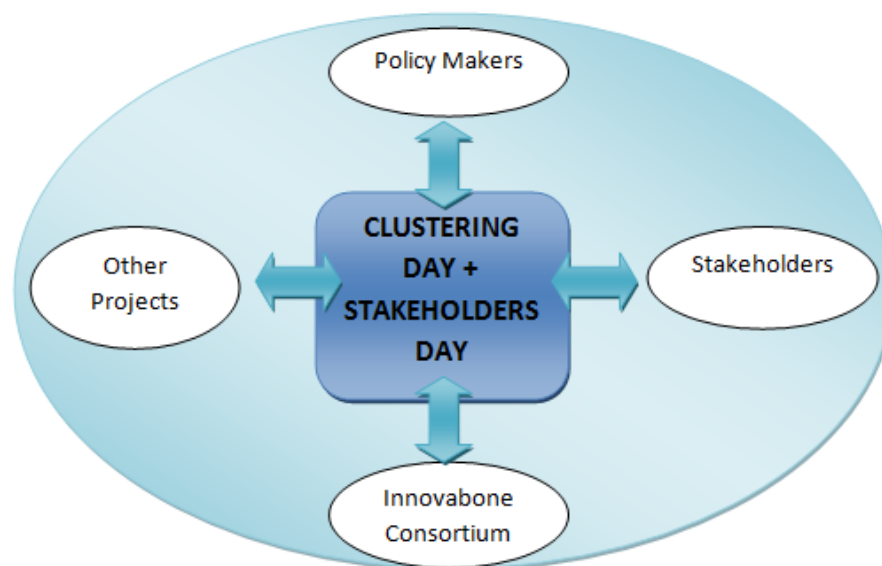 Policy Makers
CLUSTERING
DAY +
STAKEHOLDERS
DAY
Other
Projects
Stakeholders
Innovabone
Consortium